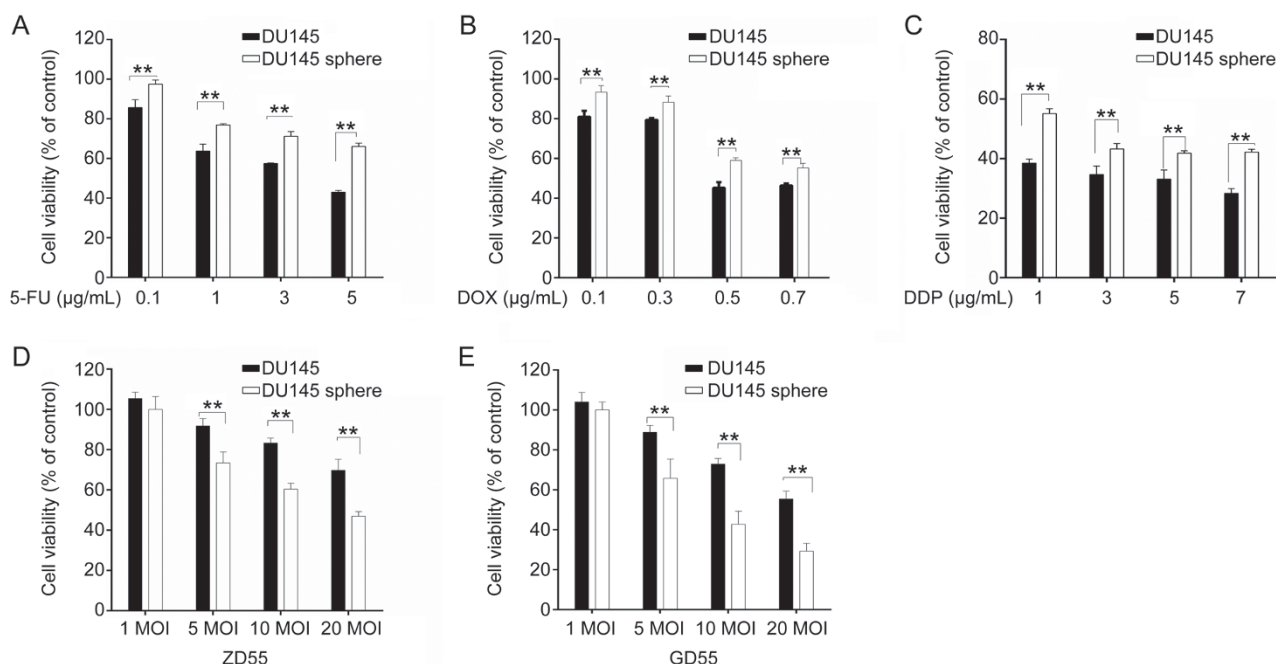 A
Cell viability (% of control)
120
100
80
60
40
20
0
DU145
DU145 sphere
** ** ** **
5-FU (μg/mL) 0.1 1 3 5
B
Cell viability (% of control)
120
100
80
60
40
20
0
DU145
DU145 sphere
** ** ** **
DOX (μg/mL) 0.1 0.3 0.5 0.7
C
Cell viability (% of control)
80
60
40
20
0
DU145
DU145 sphere
** ** ** **
DDP (μg/mL) 1 3 5 7
D
Cell viability (% of control)
120
100
80
60
40
20
0
DU145
DU145 sphere
** ** **
1 MOI 5 MOI 10 MOI 20 MOI
ZD55
E
Cell viability (% of control)
120
100
80
60
40
20
0
DU145
DU145 sphere
** ** **
1 MOI 5 MOI 10 MOI 20 MOI
GD55